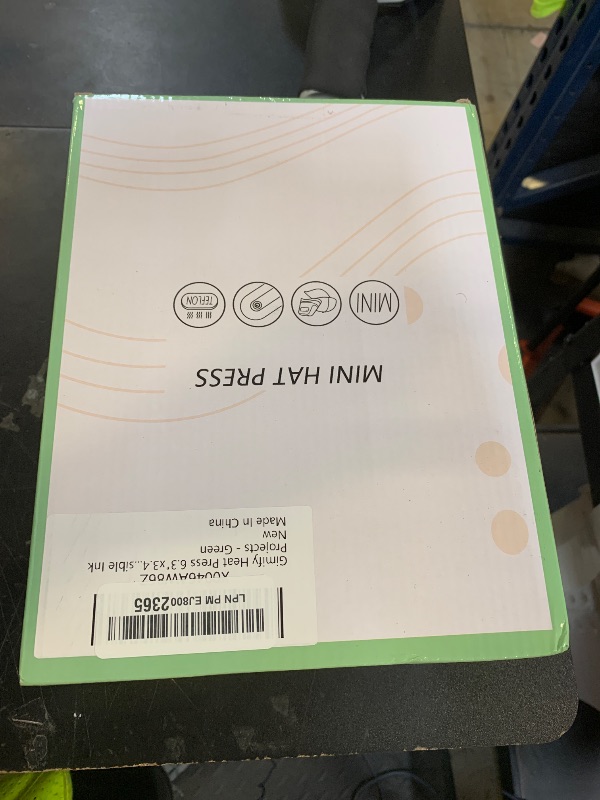 MINI
TEFLON
MINI HAT PRESS
LPN PM EJ8002365
Gimify Heat Press 6.3"x3.4...sible Ink
Projects - Green
New
Made In China